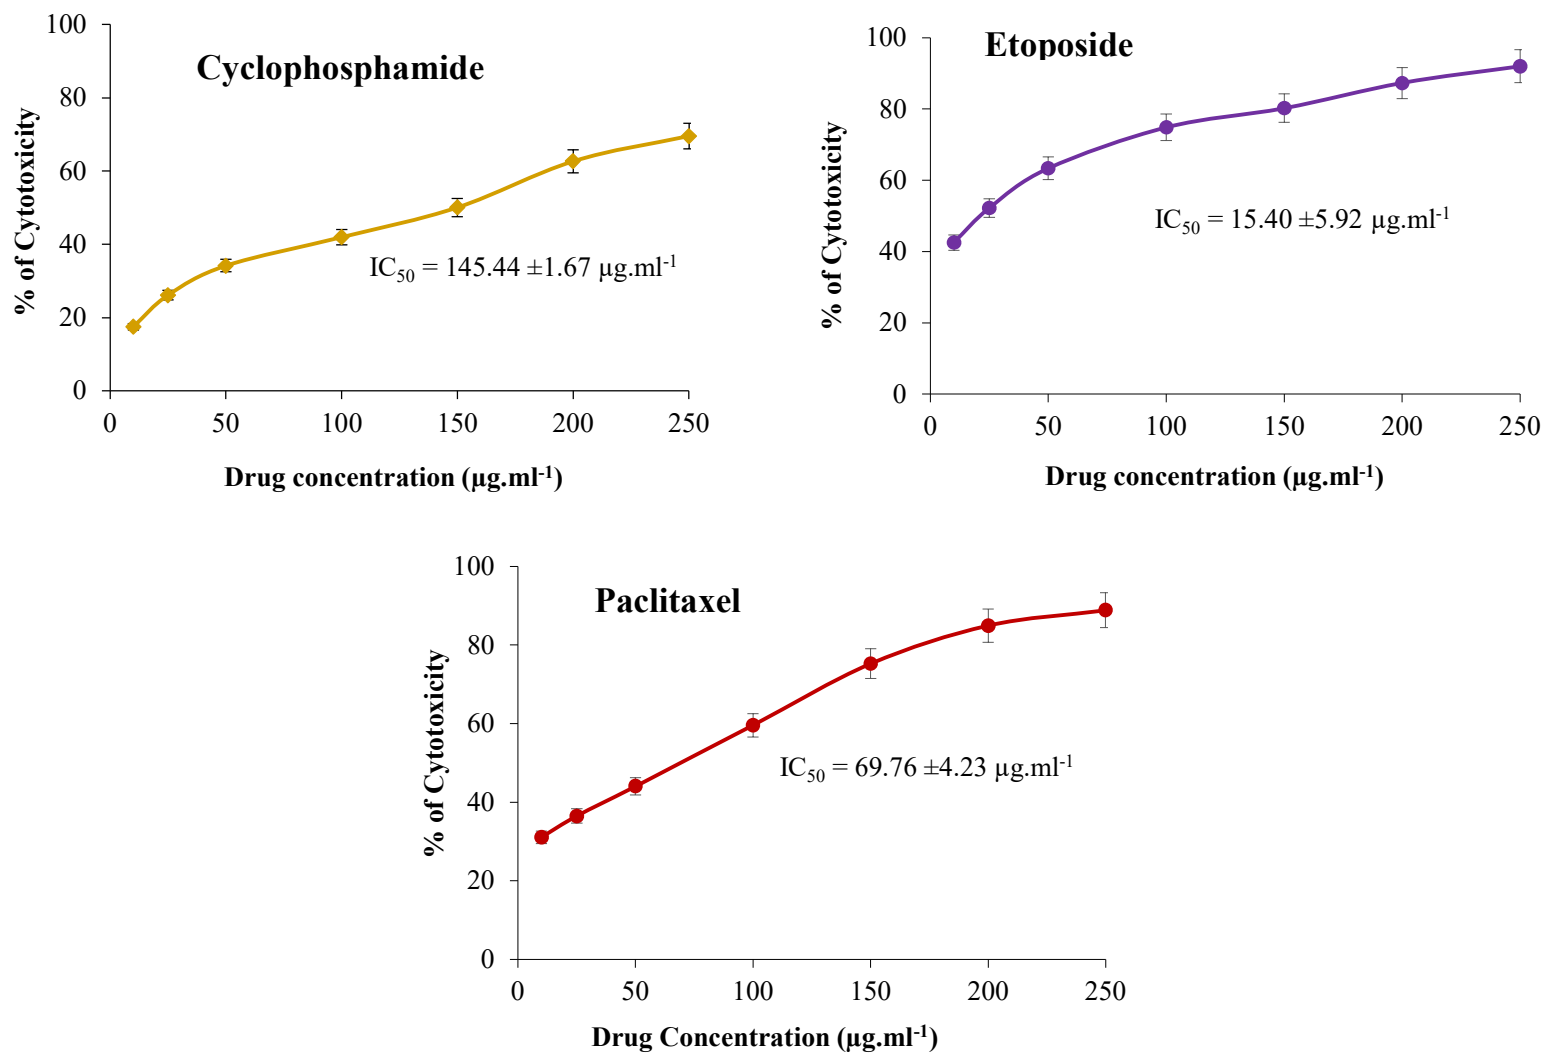 Cyclophosphamide
% of Cytotoxicity
100
80
60
40
20
0
IC₅₀ = 145.44 ±1.67 µg.ml⁻¹
0 50 100 150 200 250
Drug concentration (µg.ml⁻¹)
Etoposide
% of Cytotoxicity
100
80
60
40
20
0
IC₅₀ = 15.40 ±5.92 µg.ml⁻¹
0 50 100 150 200 250
Drug concentration (µg.ml⁻¹)
Paclitaxel
% of Cytotoxicity
100
80
60
40
20
0
IC₅₀ = 69.76 ±4.23 µg.ml⁻¹
0 50 100 150 200 250
Drug Concentration (µg.ml⁻¹)